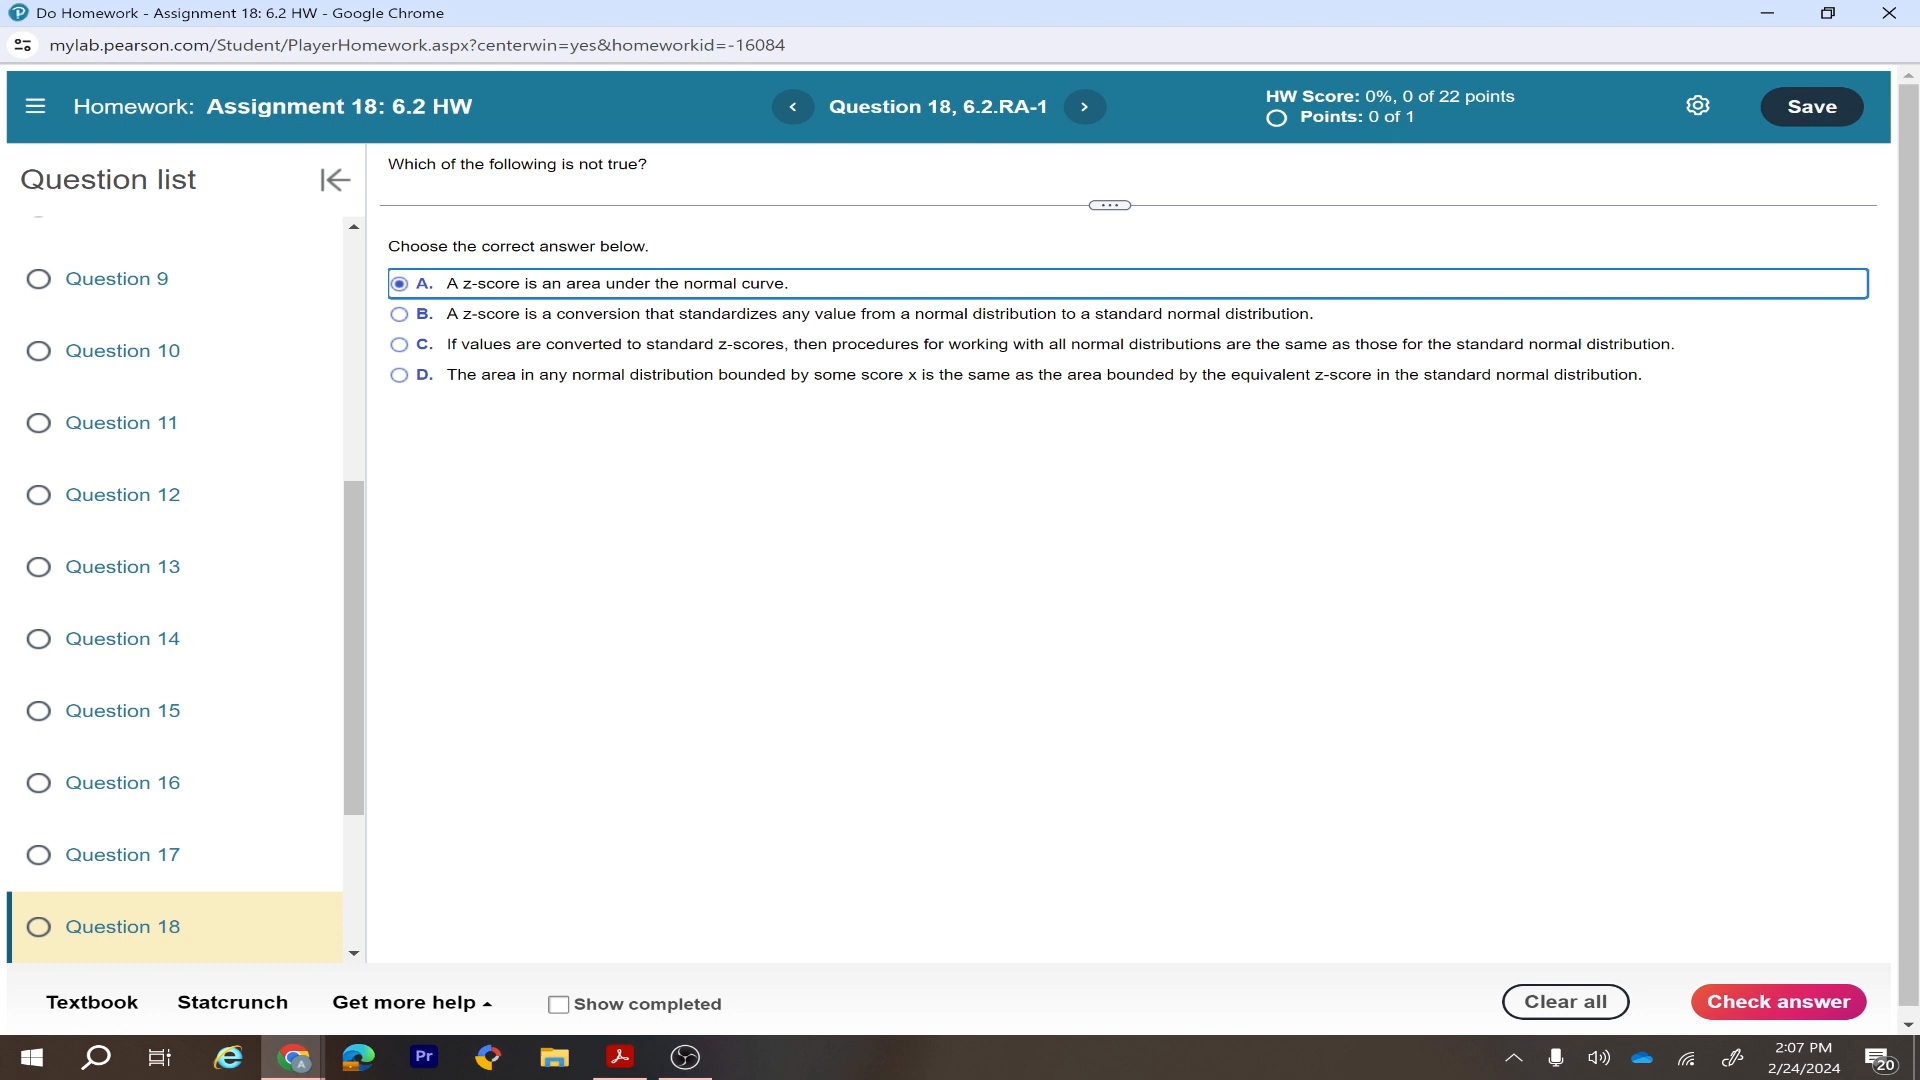 Do Homework - Assignment 18: 6.2 HW - Google Chrome
mylab.pearson.com/Student/PlayerHomework.aspx?centerwin=yes&homeworkid=-16084
Homework: Assignment 18: 6.2 HW
Question 18, 6.2.RA-1
HW Score: 0%, 0 of 22 points
Points: 0 of 1
Save
Question list
Question 9
Question 10
Question 11
Question 12
Question 13
Question 14
Question 15
Question 16
Question 17
Question 18
Which of the following is not true?
Choose the correct answer below.
A. A z-score is an area under the normal curve.
B. A z-score is a conversion that standardizes any value from a normal distribution to a standard normal distribution.
C. If values are converted to standard z-scores, then procedures for working with all normal distributions are the same as those for the standard normal distribution.
D. The area in any normal distribution bounded by some score x is the same as the area bounded by the equivalent z-score in the standard normal distribution.
Textbook Statcrunch Get more help Show completed Clear all Check answer
A Pr
2:07 PM
2/24/2024
20